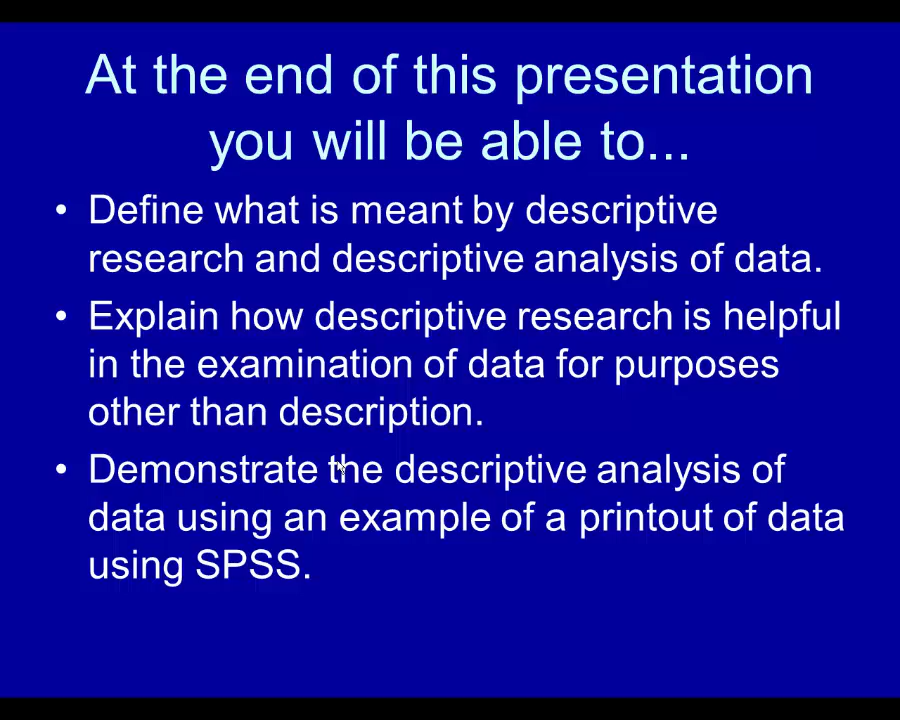 At the end of this presentation
you will be able to...
• Define what is meant by descriptive
research and descriptive analysis of data.
• Explain how descriptive research is helpful
in the examination of data for purposes
other than description.
• Demonstrate the descriptive analysis of
data using an example of a printout of data
using SPSS.